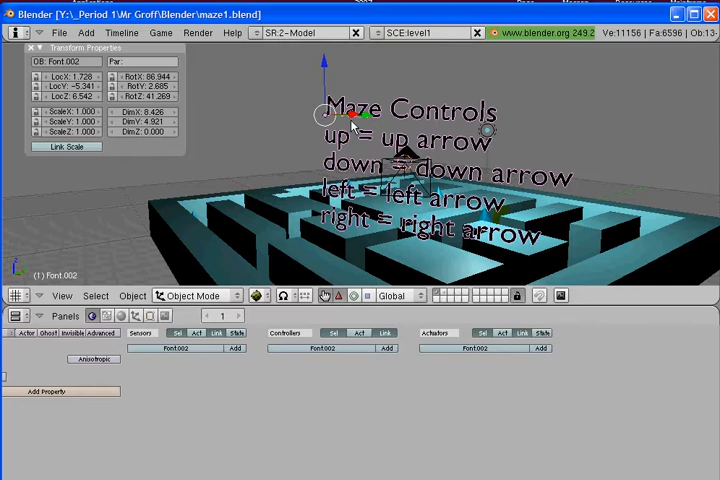 Blender [Y:\_Period 1\Mr Groff\Blender\maze1.blend]
File Add Timeline Game Render Help SR:2-Model SCE:level1 www.blender.org 249.2 Ve:11156 | Fa:6596 | Ob:13-
Transform Properties
OB: Font.002 Par:
LocX: 1.728 RotX: 86.944
LocY: -5.341 RotY: 2.685
LocZ: 6.542 RotZ: 41.269
ScaleX: 1.000 DimX: 8.426
ScaleY: 1.000 DimY: 4.921
ScaleZ: 1.000 DimZ: 0.000
Link Scale
Maze Controls
up = up arrow
down = down arrow
left = left arrow
right = right arrow
(1) Font.002
View Select Object Object Mode Global
Panels 1
Actor Ghost Invisible Advanced Sensors Sel Act Link State Controllers Sel Act Link Actuators Sel Act Link State
Font.002 Add Font.002 Add Font.002 Add
Anisotropic
Add Property